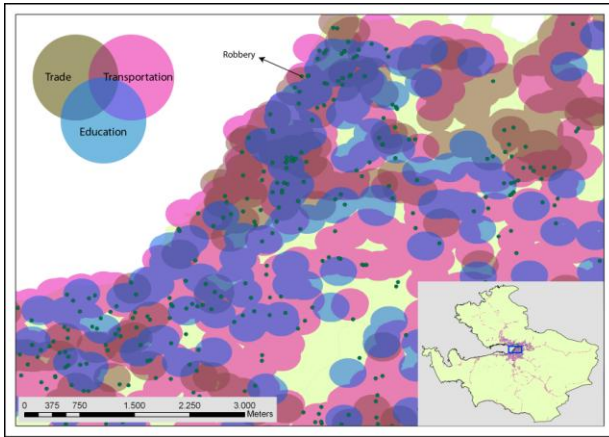 Robbery
Trade
Transportation
Education
0 375 750 1.500 2.250 3.000
Meters